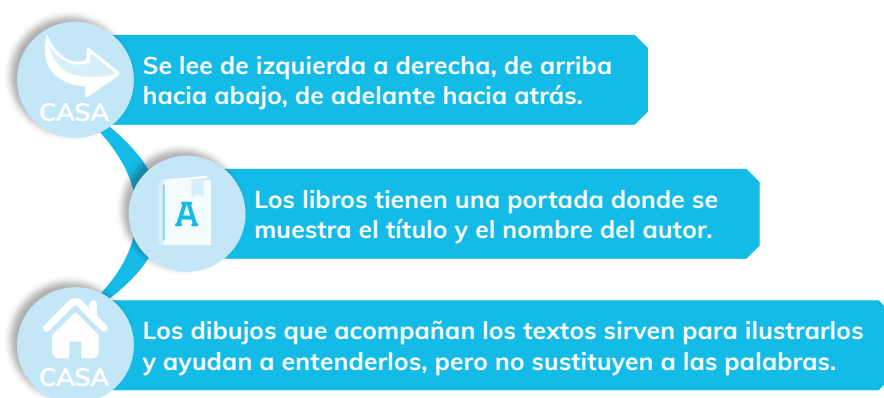 CASA
Se lee de izquierda a derecha, de arriba
hacia abajo, de adelante hacia atrás.
A
Los libros tienen una portada donde se
muestra el título y el nombre del autor.
CASA
Los dibujos que acompañan los textos sirven para ilustrarlos
y ayudan a entenderlos, pero no sustituyen a las palabras.